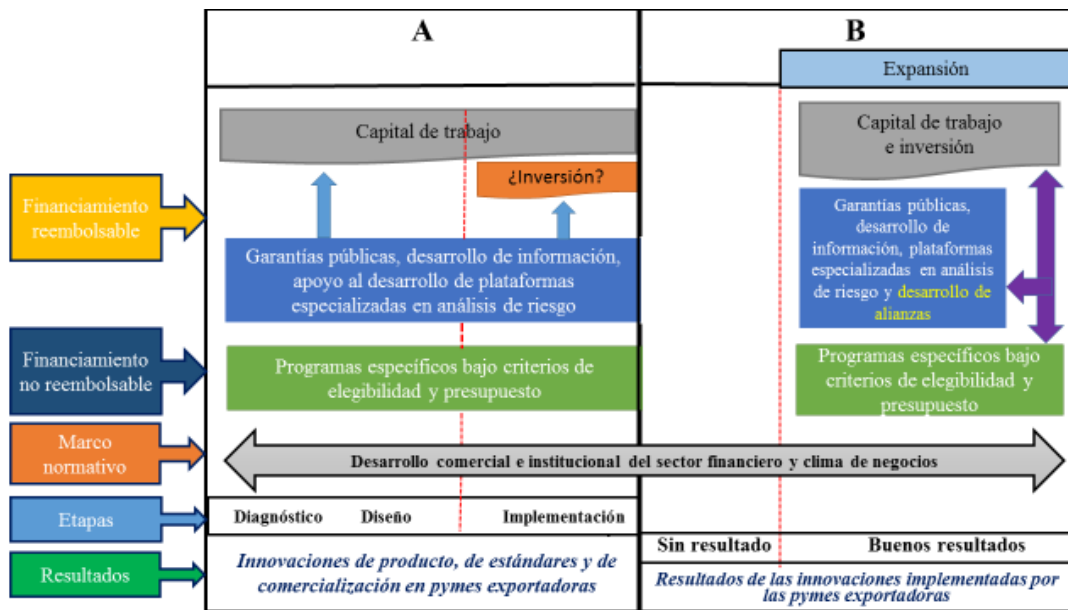 A
B
Expansión
Capital de trabajo
¿Inversión?
Capital de trabajo
e inversión
Financiamiento
reembolsable
Garantías públicas, desarrollo de información,
apoyo al desarrollo de plataformas
especializadas en análisis de riesgo
Garantías públicas,
desarrollo de
información, plataformas
especializadas en análisis
de riesgo y desarrollo de
alianzas
Financiamiento
no reembolsable
Programas específicos bajo criterios de
elegibilidad y presupuesto
Programas específicos bajo
criterios de elegibilidad y
presupuesto
Marco
normativo
Desarrollo comercial e institucional del sector financiero y clima de negocios
Etapas
Diagnóstico Diseño Implementación
Sin resultado Buenos resultados
Resultados
Innovaciones de producto, de estándares y de
comercialización en pymes exportadoras
Resultados de las innovaciones implementadas por
las pymes exportadoras